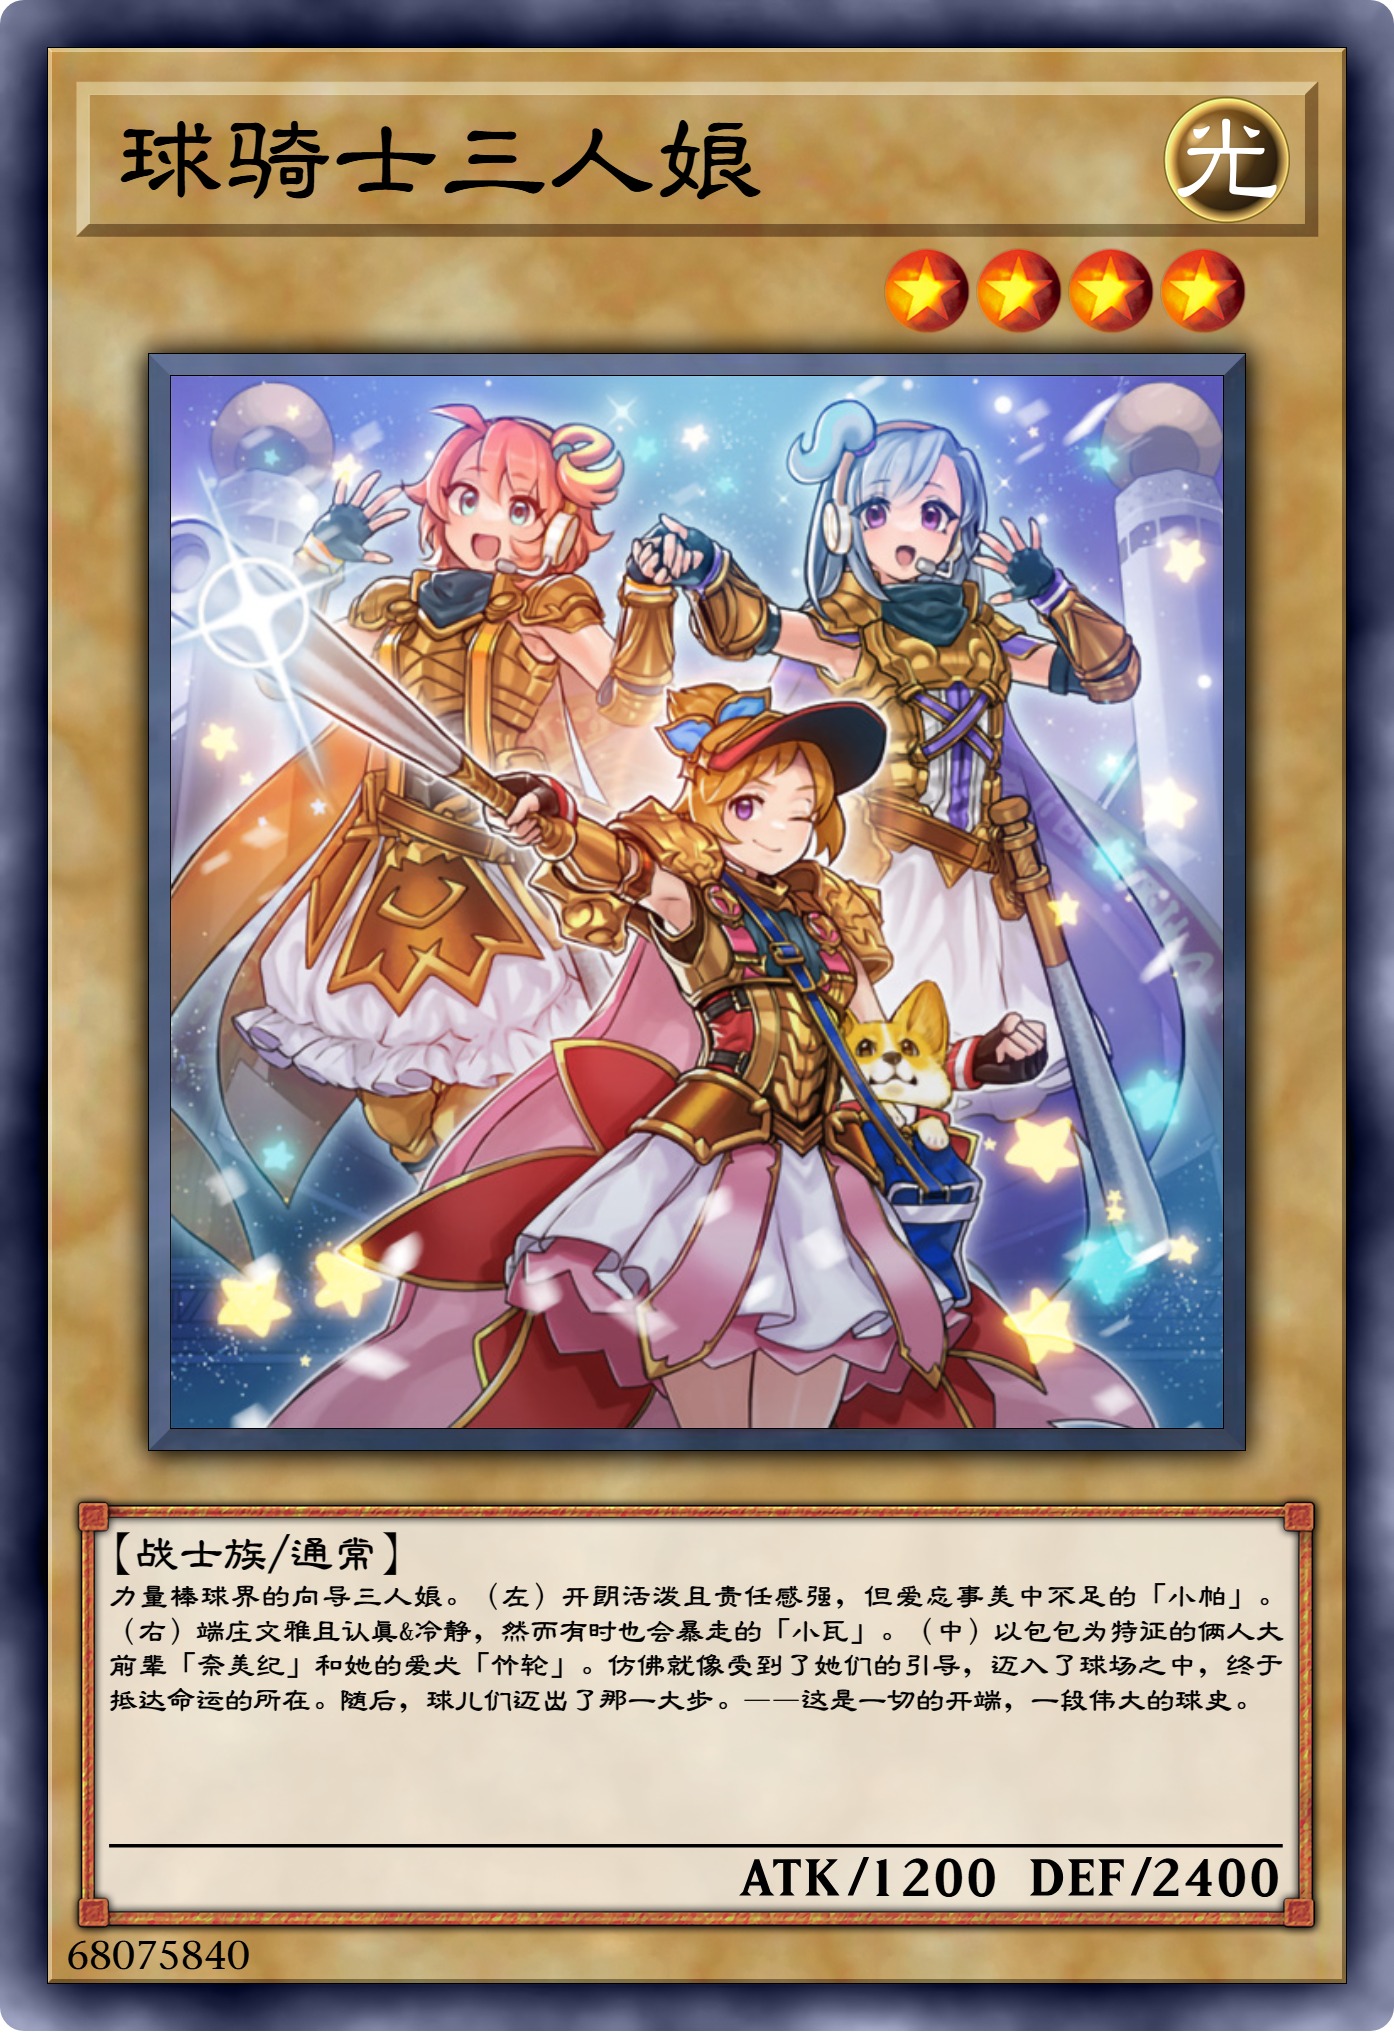 球骑士三人娘
光
【战士族/通常】
力量棒球界的向导三人娘。（左）开朗活泼且责任感强，但爱忘事美中不足的「小帕」。
（右）端庄文雅且认真&冷静，然而有时也会暴走的「小瓦」。（中）以包包为特征的俩人大
前辈「奈美纪」和她的爱犬「竹轮」。仿佛就像受到了她们的引导，迈入了球场之中，终于
抵达命运的所在。随后，球儿们迈出了那一大步。——这是一切的开端，一段伟大的球史。
ATK/1200 DEF/2400
68075840